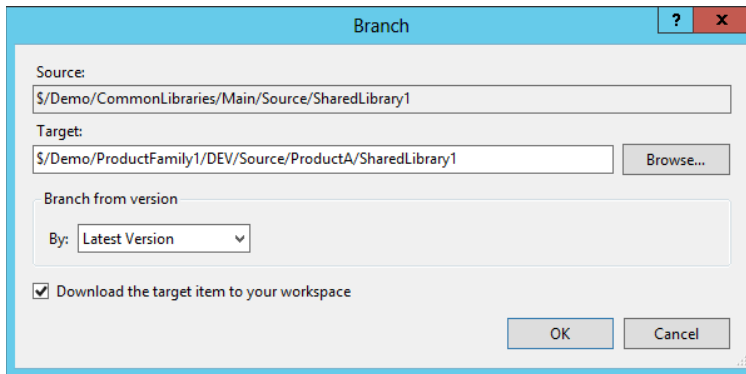 Branch
?
x
Source:
$/Demo/CommonLibraries/Main/Source/SharedLibrary1
Target:
$/Demo/ProductFamily1/DEV/Source/ProductA/SharedLibrary1
Browse...
Branch from version
By: Latest Version
Download the target item to your workspace
OK
Cancel